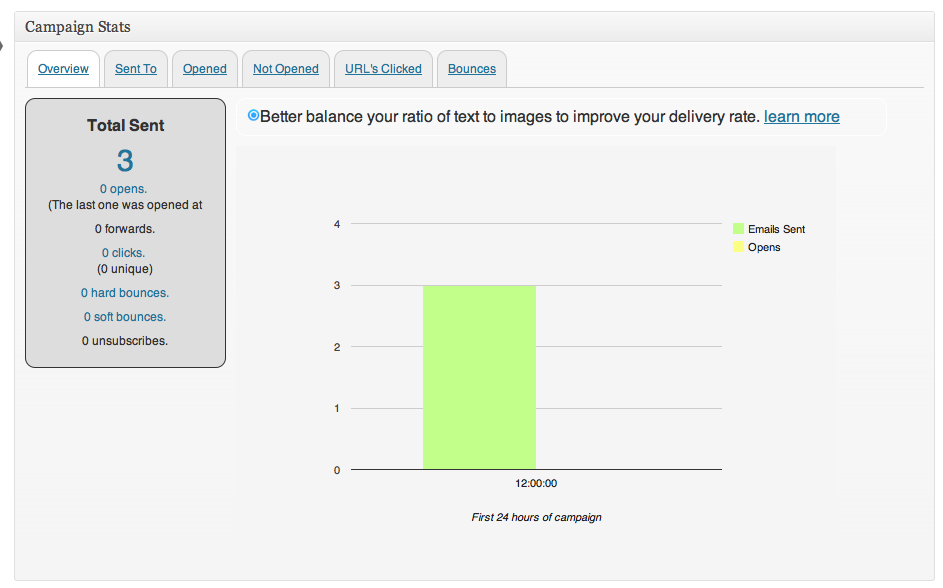 Campaign Stats
Overview
Sent To
Opened
Not Opened
URL's Clicked
Bounces
Total Sent
3
0 opens.
(The last one was opened at
0 forwards.
0 clicks.
(0 unique)
0 hard bounces.
0 soft bounces.
0 unsubscribes.
Better balance your ratio of text to images to improve your delivery rate. learn more
4
3
2
1
0
12:00:00
First 24 hours of campaign
Emails Sent
Opens